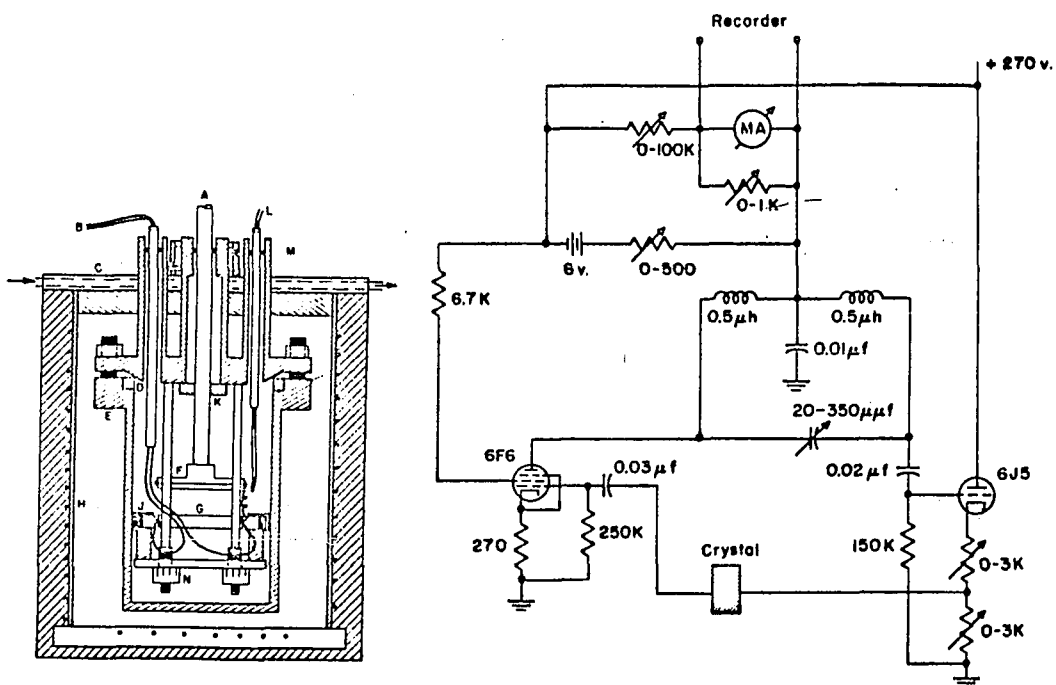 A
B
L
C
M
D
K
E
F
H
J
G
N
Recorder
+ 270 v.
MA
0-100K
0-1K
6v.
0-500
6.7K
0.5μh
0.5μh
0.01μf
20-350μμf
6F6
0.03μf
0.02μf
6J5
270
250K
Crystal
150K
0-3K
0-3K